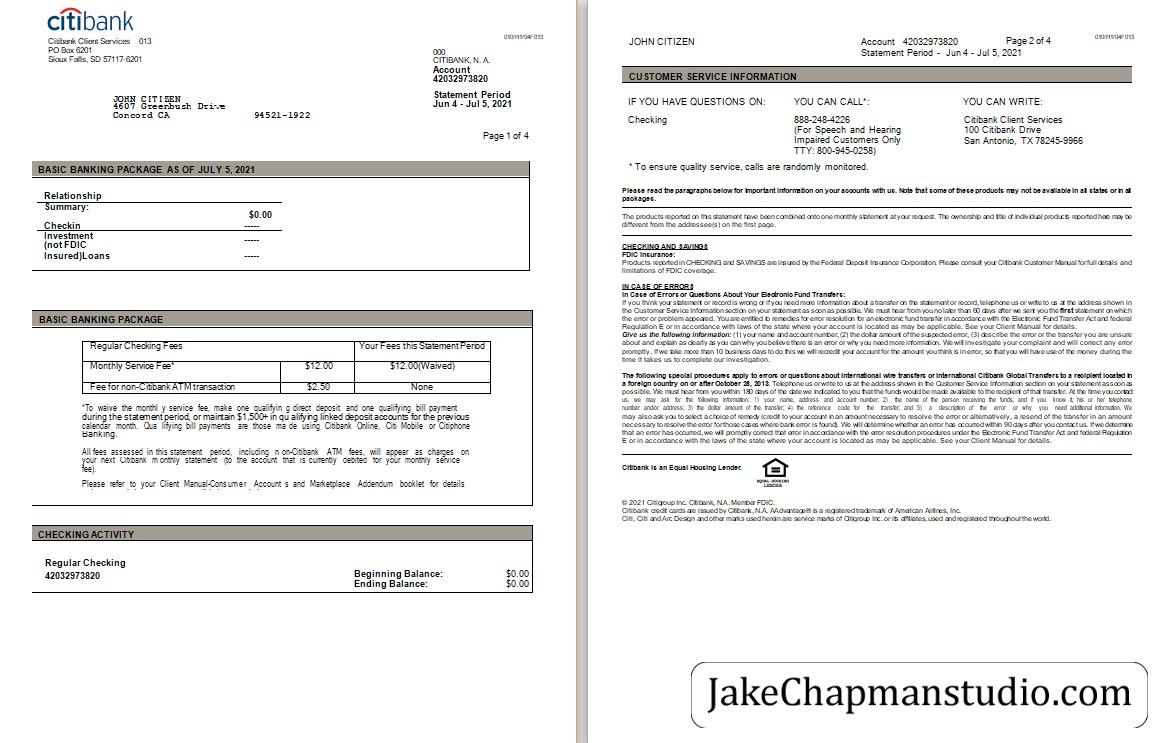 citibank
Citibank Client Services 013
PO Box 6201
Sioux Falls, SD 57117-6201
010/H1/04F 013
000
CITIBANK, N. A.
Account
42032973820
Statement Period
Jun 4 - Jul 5, 2021
JOHN CITIZEN
4607 Greenbush Drive
Concord CA 94521-1922
Page 1 of 4
BASIC BANKING PACKAGE AS OF JULY 5, 2021
Relationship
Summary:
$0.00
Checkin -----
Investment
(not FDIC -----
Insured)Loans -----
BASIC BANKING PACKAGE
Regular Checking Fees Your Fees this Statement Period
Monthly Service Fee* $12.00 $12.00(Waived)
Fee for non-Citibank ATM transaction $2.50 None
*To waive the monthl y service fee, make one qualifyin g direct deposit and one qualifying bill payment
during the statement period, or maintain $1,500+ in qu alifying linked deposit accounts for the previous
calendar month. Qua lifying bill payments are those ma de using Citibank Online, Citi Mobile or Citiphone
Banking.
All fees assessed in this statement period, including n on-Citibank ATM fees, will appear as charges on
your next Citibank m onthly statement (to the account that is currently debited for your monthly service
fee).
Please refer to your Client Manual-Consumer Account s and Marketplace Addendum booklet for details
CHECKING ACTIVITY
Regular Checking
42032973820
Beginning Balance: $0.00
Ending Balance: $0.00
JOHN CITIZEN
Account 42032973820 Page 2 of 4
Statement Period - Jun 4 - Jul 5, 2021
010/H1/04F 013
CUSTOMER SERVICE INFORMATION
IF YOU HAVE QUESTIONS ON: YOU CAN CALL*: YOU CAN WRITE:
Checking 888-248-4226 Citibank Client Services
(For Speech and Hearing 100 Citibank Drive
Impaired Customers Only San Antonio, TX 78245-9966
TTY: 800-945-0258)
* To ensure quality service, calls are randomly monitored.
Please read the paragraphs below for important information on your accounts with us. Note that some of these products may not be available in all states or in all
packages.
The products reported on this statement have been combined onto one monthly statement at your request. The ownership and title of individual products reported here may be
different from the addressee(s) on the first page.
CHECKING AND SAVINGS
FDIC Insurance:
Products reported in CHECKING and SAVINGS are insured by the Federal Deposit Insurance Corporation. Please consult your Citibank Customer Manual for full details and
limitations of FDIC coverage.
IN CASE OF ERRORS
In Case of Errors or Questions About Your Electronic Fund Transfers:
If you think your statement or record is wrong or if you need more information about a transfer on the statement or record, telephone us or write to us at the address shown in
the Customer Service Information section on your statement as soon as possible. We must hear from you no later than 60 days after we sent you the first statement on which
the error or problem appeared. You are entitled to remedies for error resolution for an electronic fund transfer in accordance with the Electronic Fund Transfer Act and federal
Regulation E or in accordance with laws of the state where your account is located as may be applicable. See your Client Manual for details.
Give us the following information: (1) your name and account number, (2) the dollar amount of the suspected error, (3) describe the error or the transfer you are unsure
about and explain as clearly as you can why you believe there is an error or why you need more information. We will investigate your complaint and will correct any error
promptly. If we take more than 10 business days to do this we will recredit your account for the amount you think is in error, so that you will have use of the money during the
time it takes us to complete our investigation.
The following special procedures apply to errors or questions about International wire transfers or International Citibank Global Transfers to a recipient located in
a foreign country on or after October 28, 2013: Telephone us or write to us at the address shown in the Customer Service Information section on your statement as soon as
possible. We must hear from you within 180 days of the date we indicated to you that the funds would be made available to the recipient of that transfer. At the time you contact
us, we may ask for the following information: 1) your name, address and account number; 2) the name of the person receiving the funds, and if you know it, his or her telephone
number and/or address; 3) the dollar amount of the transfer; 4) the reference code for the transfer; and 5) a description of the error or why you need additional information. We
may also ask you to select a choice of remedy (credit to your account in an amount necessary to resolve the error or alternatively, a resend of the transfer in an amount
necessary to resolve the error for those cases where bank error is found). We will determine whether an error has occurred within 90 days after you contact us. If we determine
that an error has occurred, we will promptly correct that error in accordance with the error resolution procedures under the Electronic Fund Transfer Act and federal Regulation
E or in accordance with the laws of the state where your account is located as may be applicable. See your Client Manual for details.
Citibank is an Equal Housing Lender.
EQUAL HOUSING
LENDER
© 2021 Citigroup Inc. Citibank, N.A. Member FDIC.
Citibank credit cards are issued by Citibank, N.A. AAdvantage® is a registered trademark of American Airlines, Inc.
Citi, Citi and Arc Design and other marks used herein are service marks of Citigroup Inc. or its affiliates, used and registered throughout the world.
JakeChapmanstudio.com